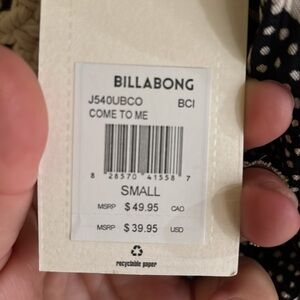 BILLABONG
J540UBCO BCI
COME TO ME
8 28570 41558 7
SMALL
MSRP $ 49.95 CAD
MSRP $ 39.95 USD
recyclable paper